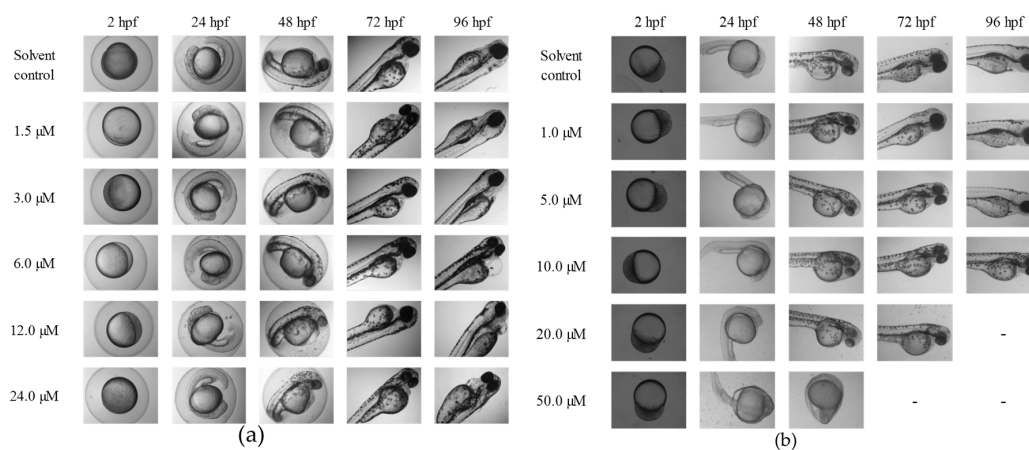 2 hpf 24 hpf 48 hpf 72 hpf 96 hpf
Solvent
control
1.5 μM
3.0 μM
6.0 μM
12.0 μM
24.0 μM
(a)
2 hpf 24 hpf 48 hpf 72 hpf 96 hpf
Solvent
control
1.0 μM
5.0 μM
10.0 μM
20.0 μM -
50.0 μM - -
(b)